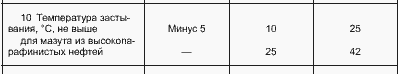 10 Температура засты-
вания, °С, не выше Минус 5 10 25
для мазута из высокопа-
рафинистых нефтей — 25 42